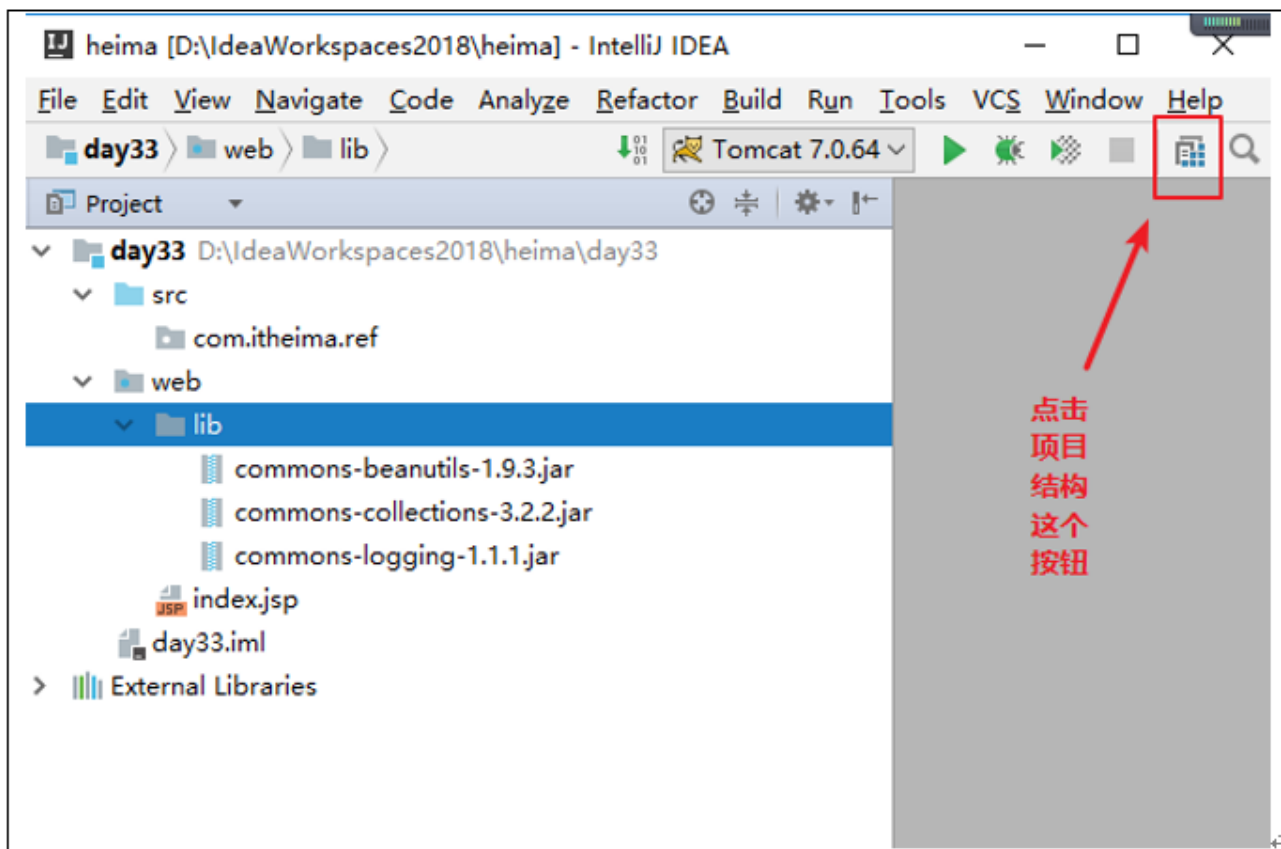 heima [D:\IdeaWorkspaces2018\heima] - IntelliJ IDEA
File Edit View Navigate Code Analyze Refactor Build Run Tools VCS Window Help
day33 web lib Tomcat 7.0.64
Project
day33 D:\IdeaWorkspaces2018\heima\day33
src
com.itheima.ref
web
lib
commons-beanutils-1.9.3.jar
commons-collections-3.2.2.jar
commons-logging-1.1.1.jar
index.jsp
day33.iml
External Libraries
点击
项目
结构
这个
按钮